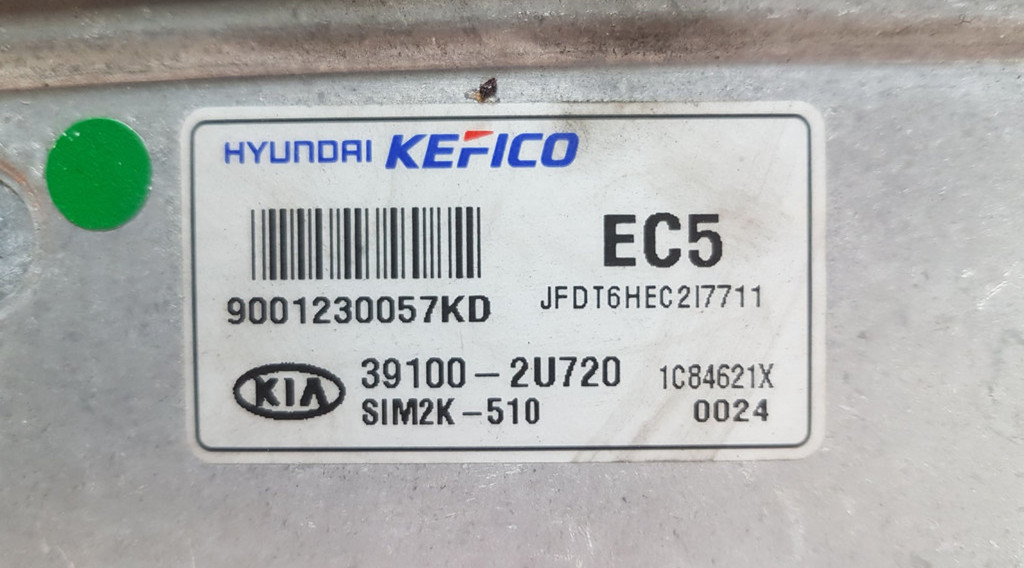 HYUNDAI KEFICO
EC5
9001230057KD
JFDT6HEC2I7711
KIA
39100-2U720
1C84621X
SIM2K-510
0024